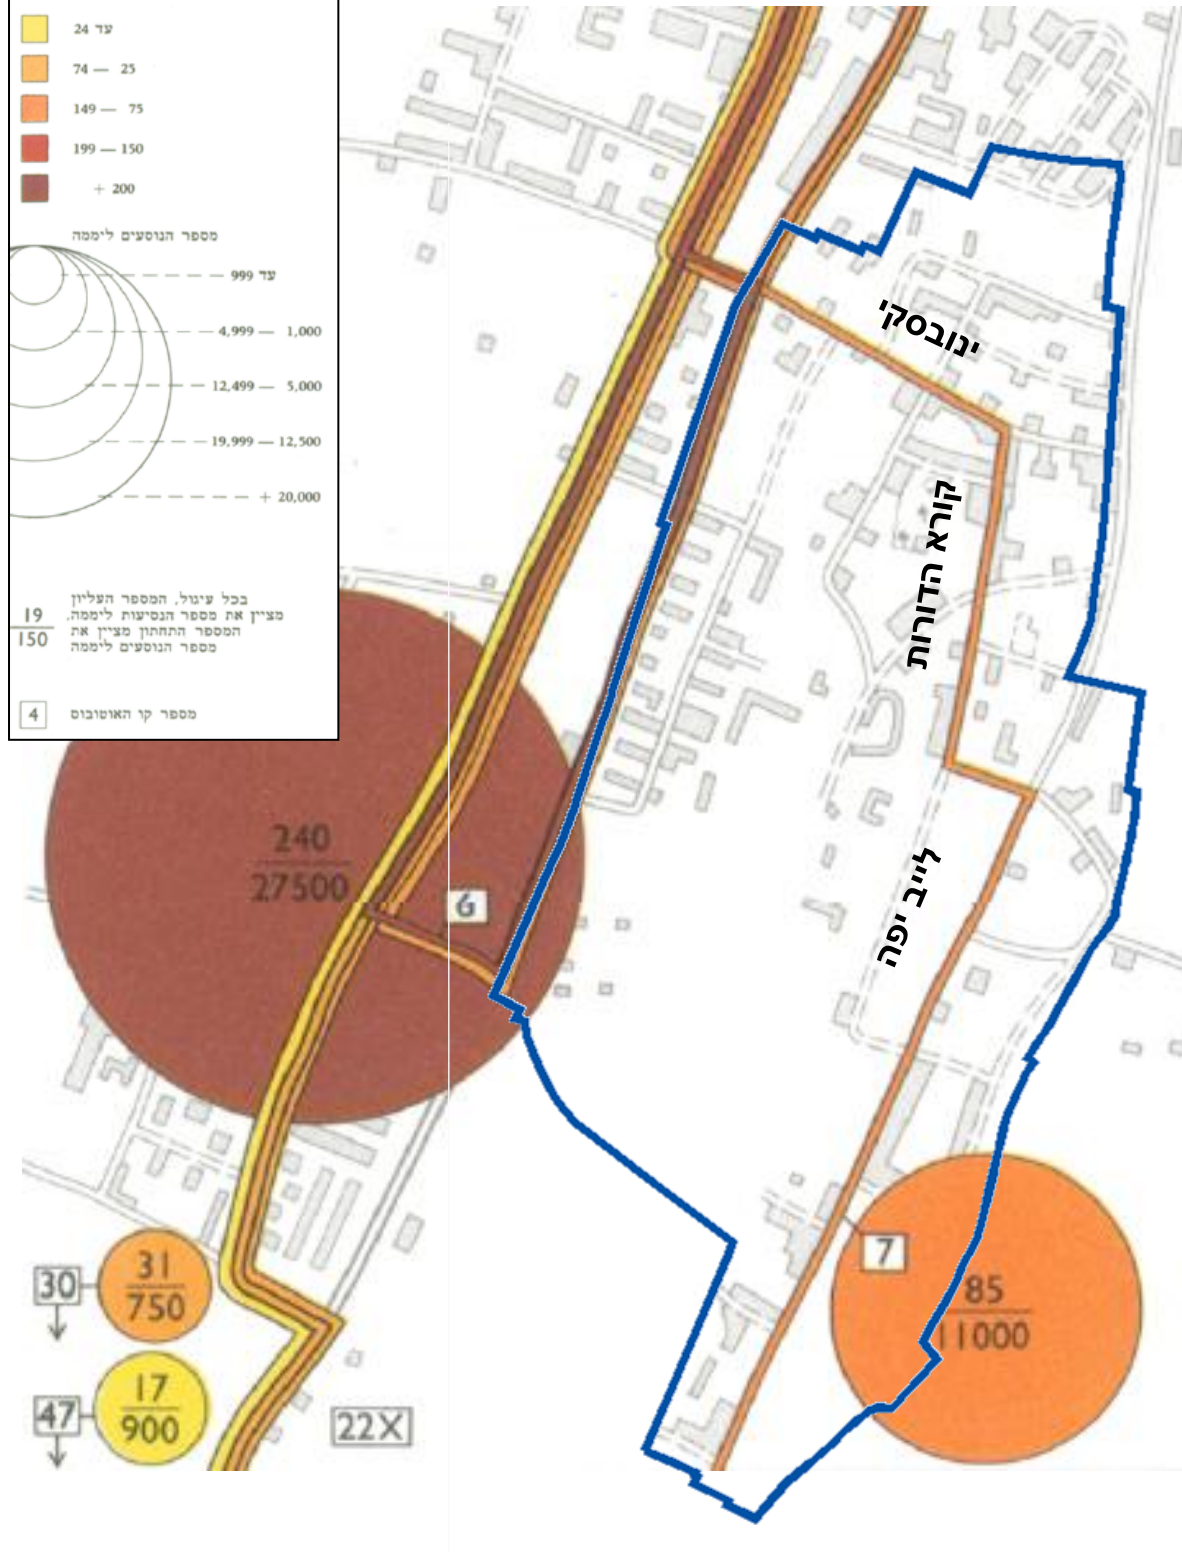 עד 24
25 — 74
75 — 149
150 — 199
200 +
מספר הנוסעים ליממה
עד 999
1,000 — 4,999
5,000 — 12,499
12,500 — 19,999
20,000 +
19
150
בכל עיגול, המספר העליון
מציין את מספר הנסיעות ליממה.
המספר התחתון מציין את
מספר הנוסעים ליממה
4
מספר קו האוטובוס
ינובסקי
קורא הדורות
לייב יפה
240
27500
6
7
85
11000
30
31
750
47
17
900
22X